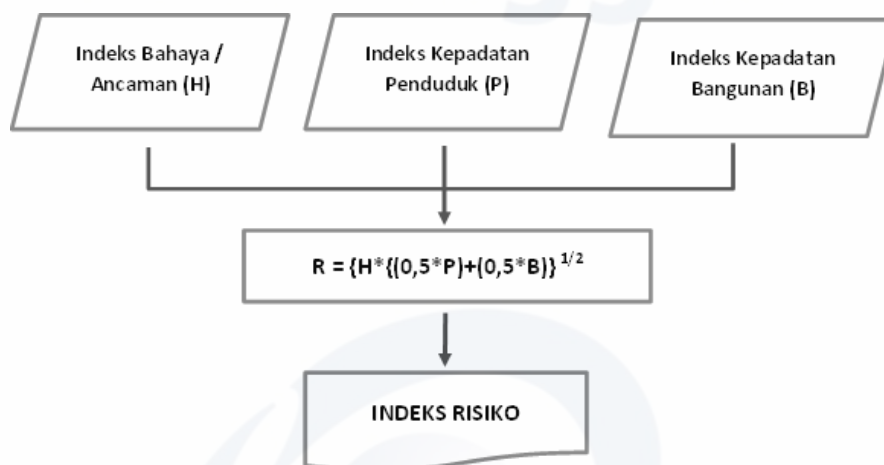 Indeks Bahaya /
Ancaman (H)
Indeks Kepadatan
Penduduk (P)
Indeks Kepadatan
Bangunan (B)
R = {H*{(0,5*P)+(0,5*B)} 1/2
INDEKS RISIKO